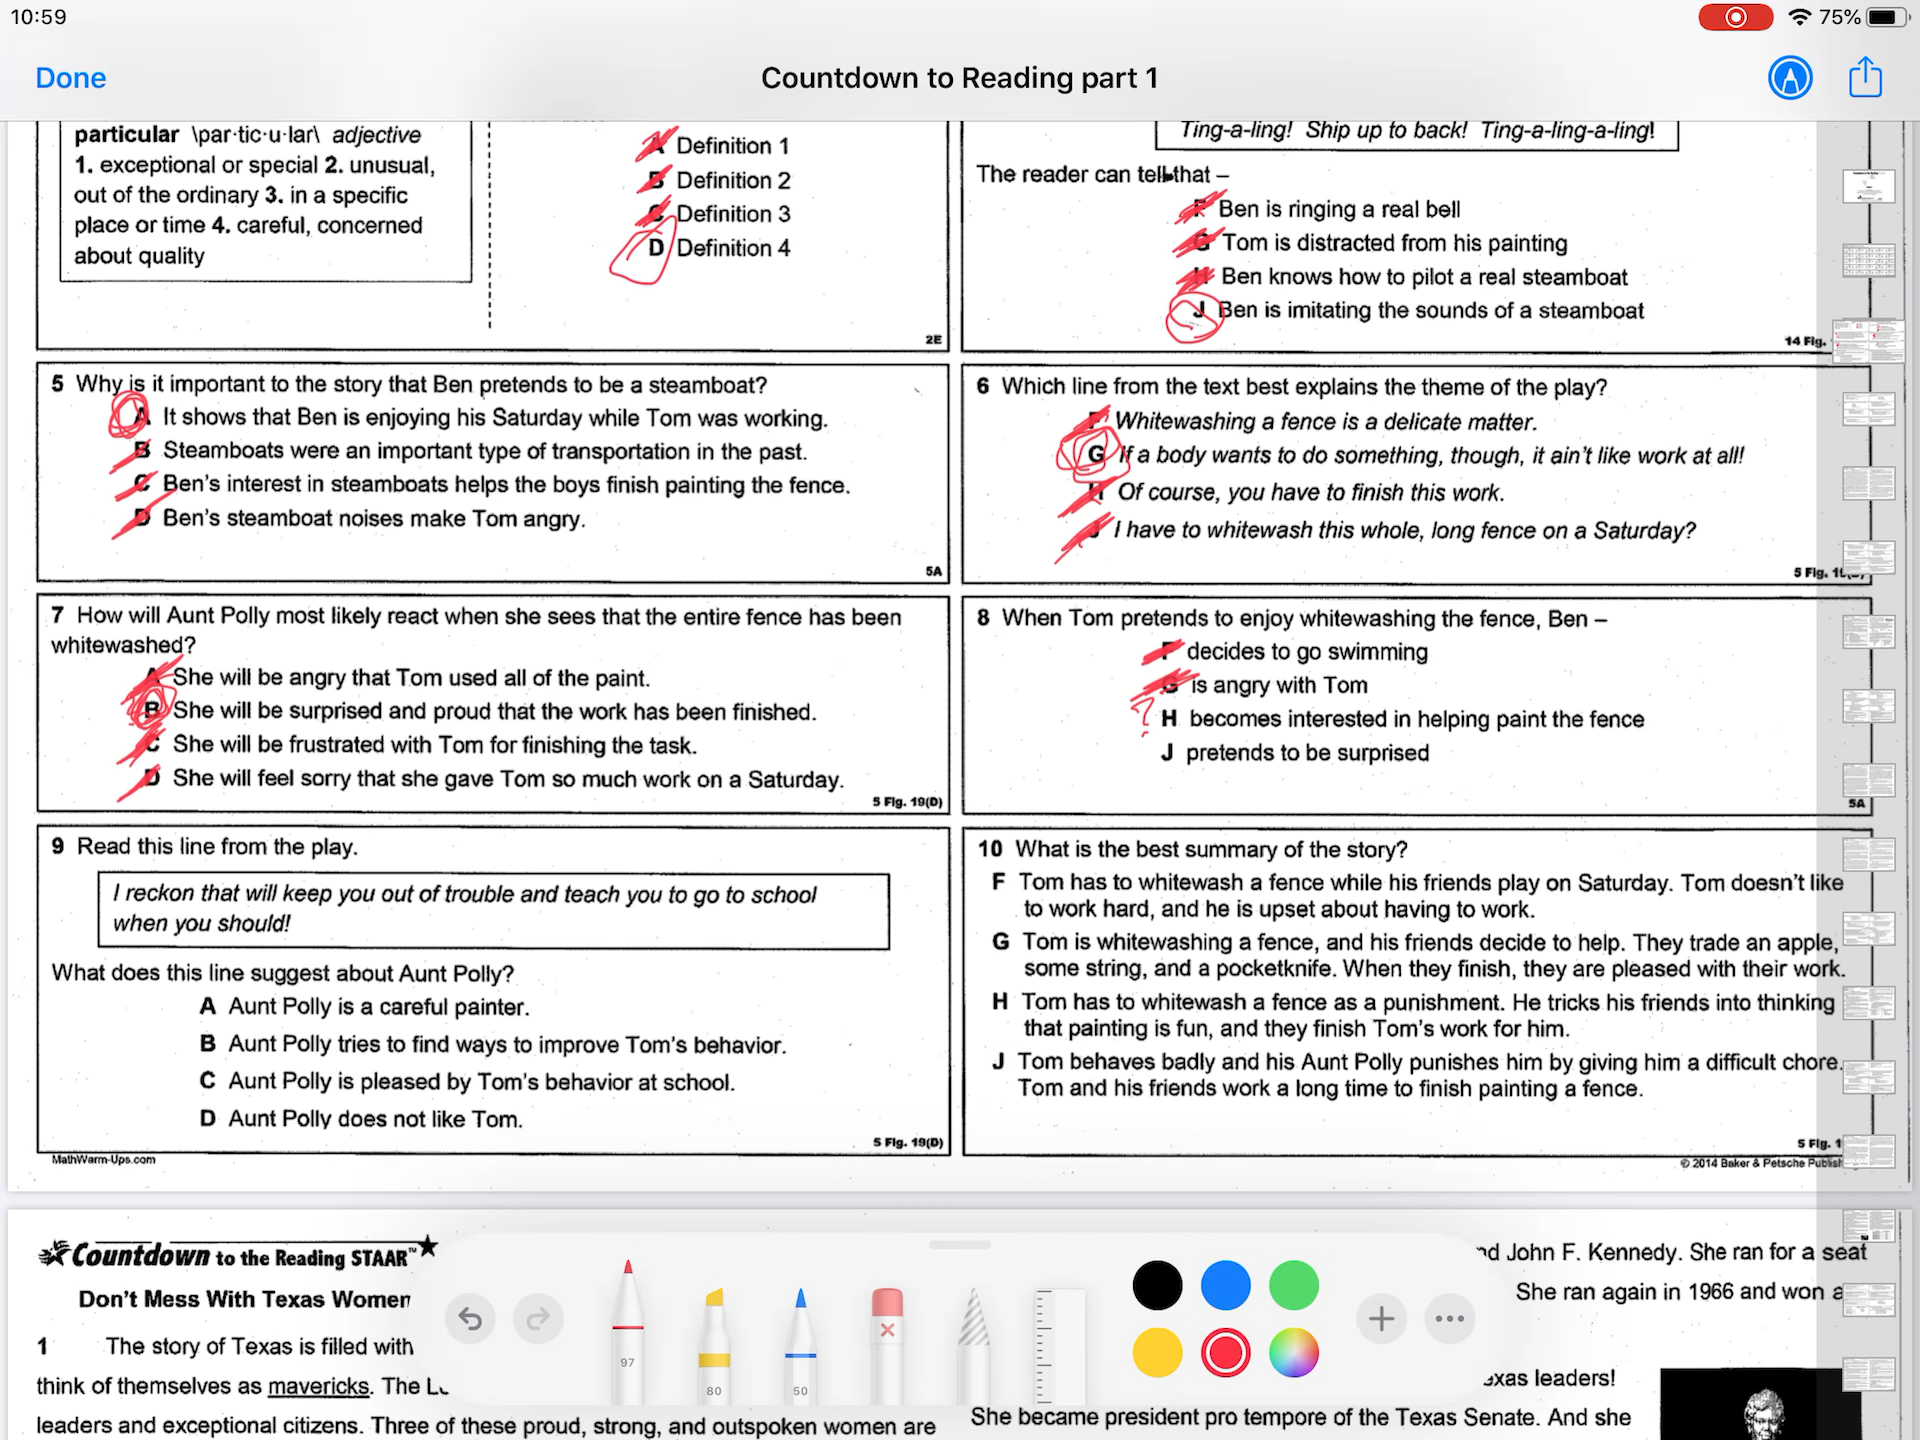 10:59
75%
Done
Countdown to Reading part 1
particular \par·tic·u·lar\ adjective
1. exceptional or special 2. unusual,
out of the ordinary 3. in a specific
place or time 4. careful, concerned
about quality
A Definition 1
B Definition 2
C Definition 3
D Definition 4
2E
Ting-a-ling! Ship up to back! Ting-a-ling-a-ling!
The reader can tell that –
F Ben is ringing a real bell
G Tom is distracted from his painting
H Ben knows how to pilot a real steamboat
J Ben is imitating the sounds of a steamboat
14 Fig.
5 Why is it important to the story that Ben pretends to be a steamboat?
A It shows that Ben is enjoying his Saturday while Tom was working.
B Steamboats were an important type of transportation in the past.
C Ben's interest in steamboats helps the boys finish painting the fence.
D Ben's steamboat noises make Tom angry.
5A
6 Which line from the text best explains the theme of the play?
F Whitewashing a fence is a delicate matter.
G If a body wants to do something, though, it ain't like work at all!
H Of course, you have to finish this work.
J I have to whitewash this whole, long fence on a Saturday?
5 Fig.
7 How will Aunt Polly most likely react when she sees that the entire fence has been
whitewashed?
A She will be angry that Tom used all of the paint.
B She will be surprised and proud that the work has been finished.
C She will be frustrated with Tom for finishing the task.
D She will feel sorry that she gave Tom so much work on a Saturday.
5 Fig. 19(D)
8 When Tom pretends to enjoy whitewashing the fence, Ben –
F decides to go swimming
G is angry with Tom
? H becomes interested in helping paint the fence
J pretends to be surprised
5A
9 Read this line from the play.
I reckon that will keep you out of trouble and teach you to go to school
when you should!
What does this line suggest about Aunt Polly?
A Aunt Polly is a careful painter.
B Aunt Polly tries to find ways to improve Tom's behavior.
C Aunt Polly is pleased by Tom's behavior at school.
D Aunt Polly does not like Tom.
5 Fig. 19(D)
MathWarm-Ups.com
10 What is the best summary of the story?
F Tom has to whitewash a fence while his friends play on Saturday. Tom doesn't like
to work hard, and he is upset about having to work.
G Tom is whitewashing a fence, and his friends decide to help. They trade an apple,
some string, and a pocketknife. When they finish, they are pleased with their work.
H Tom has to whitewash a fence as a punishment. He tricks his friends into thinking
that painting is fun, and they finish Tom's work for him.
J Tom behaves badly and his Aunt Polly punishes him by giving him a difficult chore.
Tom and his friends work a long time to finish painting a fence.
5 Fig. 1
© 2014 Baker & Petsche Publish
Countdown to the Reading STAAR™
Don't Mess With Texas Women
1 The story of Texas is filled with
think of themselves as mavericks. The
leaders and exceptional citizens. Three of these proud, strong, and outspoken women are
nd John F. Kennedy. She ran for a seat
She ran again in 1966 and won a
exas leaders!
She became president pro tempore of the Texas Senate. And she
97
80
50